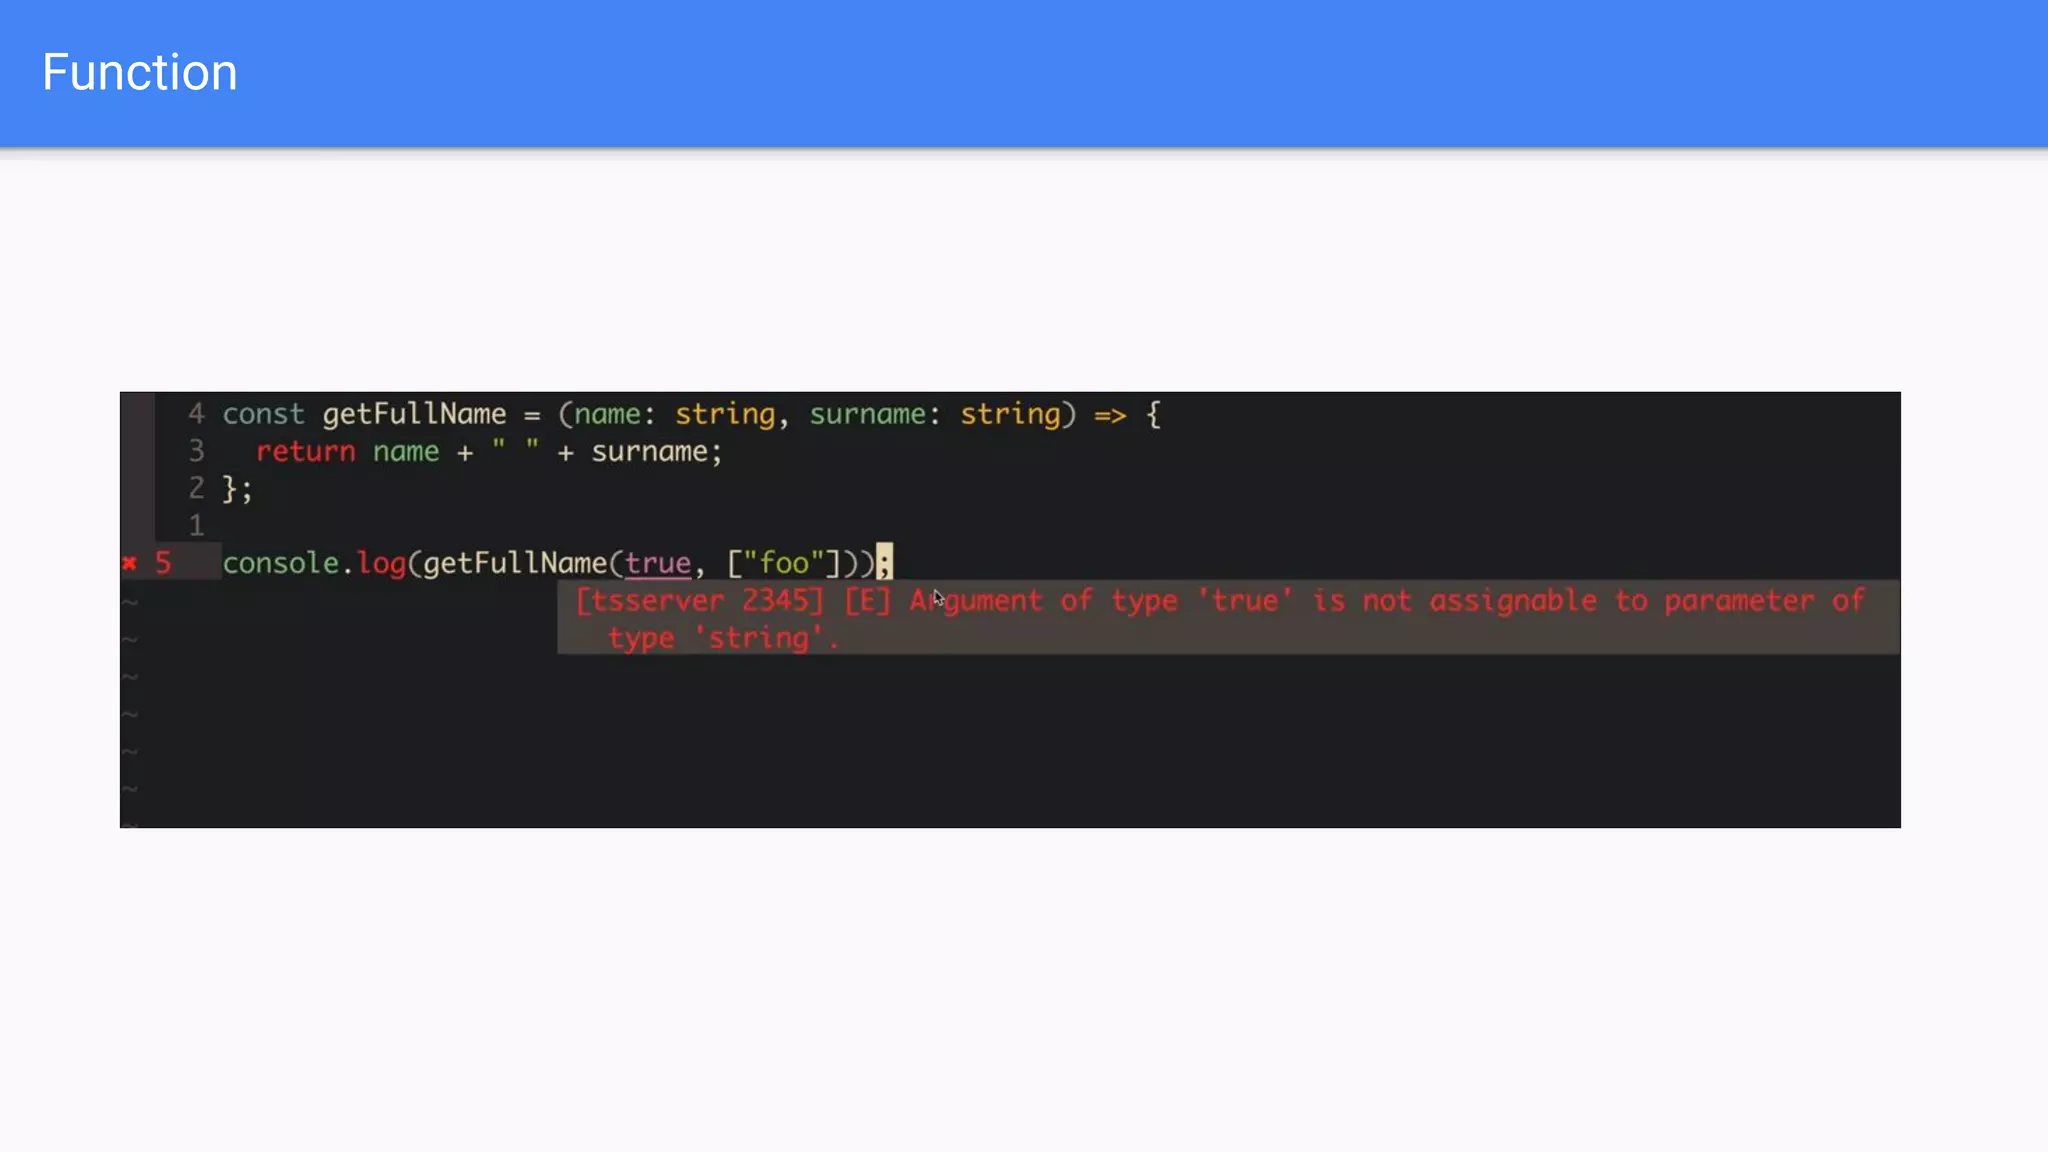 Function
4 const getFullName = (name: string, surname: string) => {
3   return name + " " + surname;
2 };
1
✖ 5 console.log(getFullName(true, ["foo"]));
[tsserver 2345] [E] Argument of type 'true' is not assignable to parameter of
type 'string'.
~
~
~
~
~
~
~